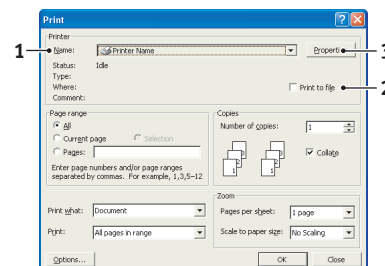 Print
Printer
1 Name: Printer Name Properti 3
Status: Idle
Type:
Where: Print to file 2
Comment:
Page range
All
Current page Selection
Pages:
Enter page numbers and/or page ranges
separated by commas. For example, 1,3,5–12
Copies
Number of copies: 1
Collate
Print what: Document
Print: All pages in range
Zoom
Pages per sheet: 1 page
Scale to paper size: No Scaling
Options... OK Close